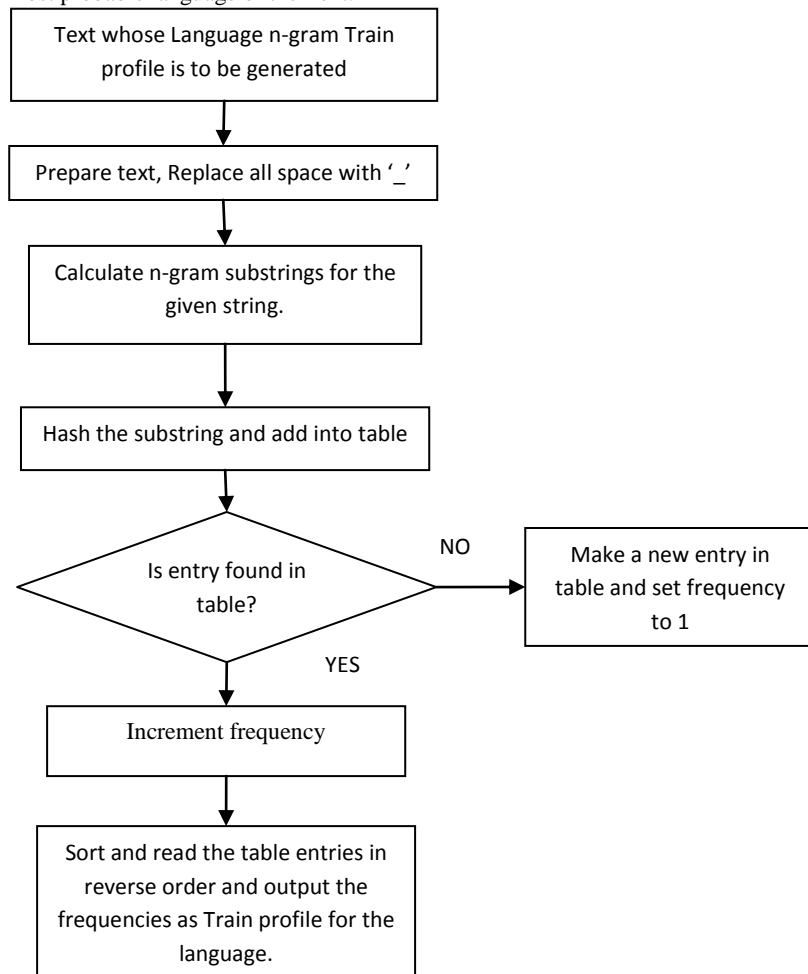 Text whose Language n-gram Train
profile is to be generated
Prepare text, Replace all space with ‘_’
Calculate n-gram substrings for the
given string.
Hash the substring and add into table
Is entry found in
table?
NO
Make a new entry in
table and set frequency
to 1
YES
Increment frequency
Sort and read the table entries in
reverse order and output the
frequencies as Train profile for the
language.